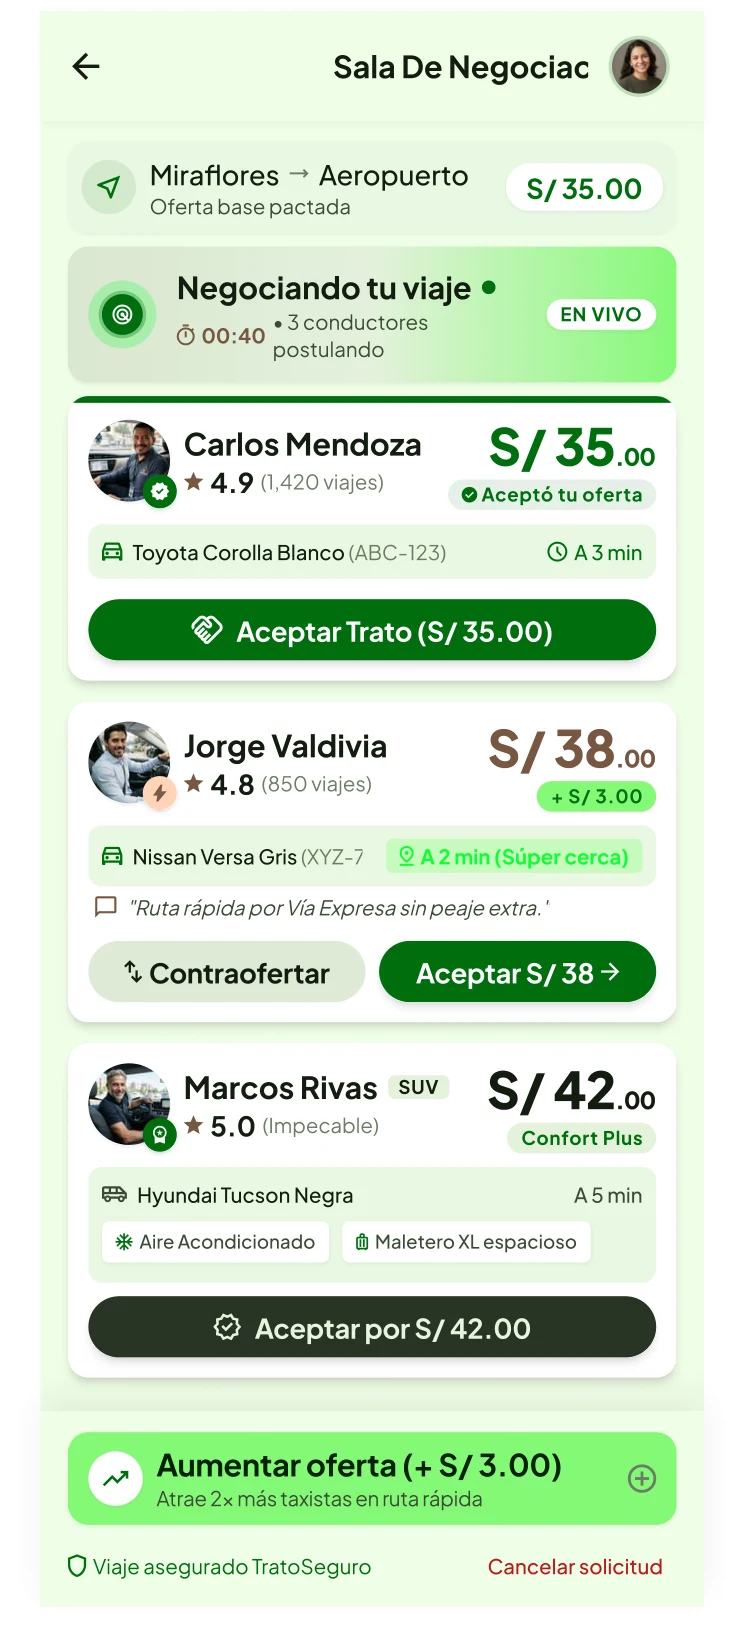 Sala De Negociac
Miraflores → Aeropuerto
Oferta base pactada
S/ 35.00
Negociando tu viaje
00:40 • 3 conductores
postulando
EN VIVO
Carlos Mendoza
4.9 (1,420 viajes)
S/ 35.00
Aceptó tu oferta
Toyota Corolla Blanco (ABC-123)
A 3 min
Aceptar Trato (S/ 35.00)
Jorge Valdivia
4.8 (850 viajes)
S/ 38.00
+ S/ 3.00
Nissan Versa Gris (XYZ-7
A 2 min (Súper cerca)
"Ruta rápida por Vía Expresa sin peaje extra.'
Contraofertar
Aceptar S/ 38 →
Marcos Rivas SUV
5.0 (Impecable)
S/ 42.00
Confort Plus
Hyundai Tucson Negra
A 5 min
Aire Acondicionado
Maletero XL espacioso
Aceptar por S/ 42.00
Aumentar oferta (+ S/ 3.00)
Atrae 2x más taxistas en ruta rápida
Viaje asegurado TratoSeguro
Cancelar solicitud